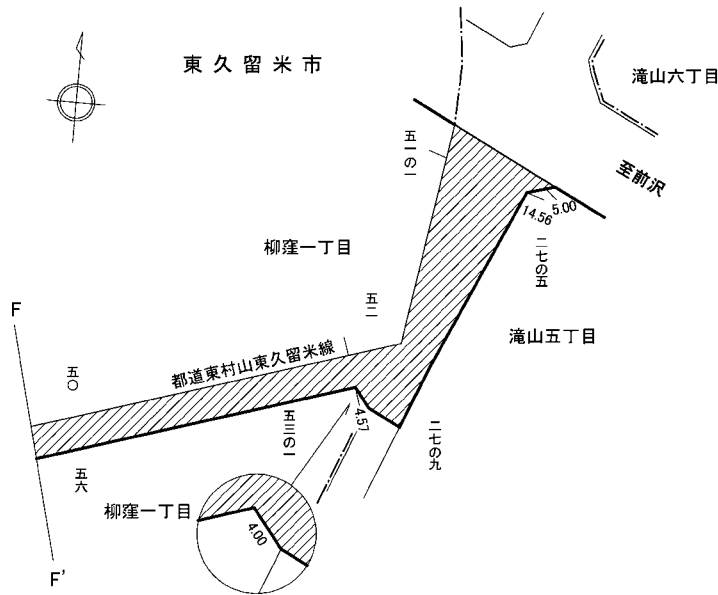 東久留米市
滝山六丁目
至前沢
五一の一
5.00
14.56
二七の五
柳窪一丁目
五二
滝山五丁目
F
都道東村山東久留米線
五〇
4.57
五三の一
二七の九
五六
柳窪一丁目
4.00
F'